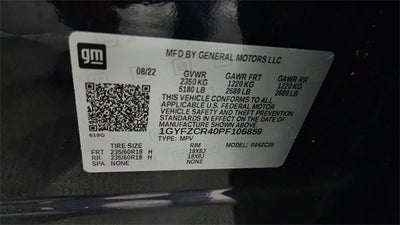 gm
MFD BY GENERAL MOTORS LLC
08/22 GVWR GAWR FRT GAWR RR
2350 KG 1220 KG 1220 KG
5180 LB 2689 LB 2689 LB
THIS VEHICLE CONFORMS TO ALL
APPLICABLE U.S. FEDERAL MOTOR
VEHICLE SAFETY AND THEFT PREVENTION
STANDARDS IN EFFECT ON THE DATE OF
MANUFACTURE SHOWN ABOVE.
1GYFZCR40PF106859
TYPE: MPV
TIRE SIZE RIM
FRT 235/60R18 H 18X8J
RR 235/60R18 H 18X8J
SPA NONE NONE